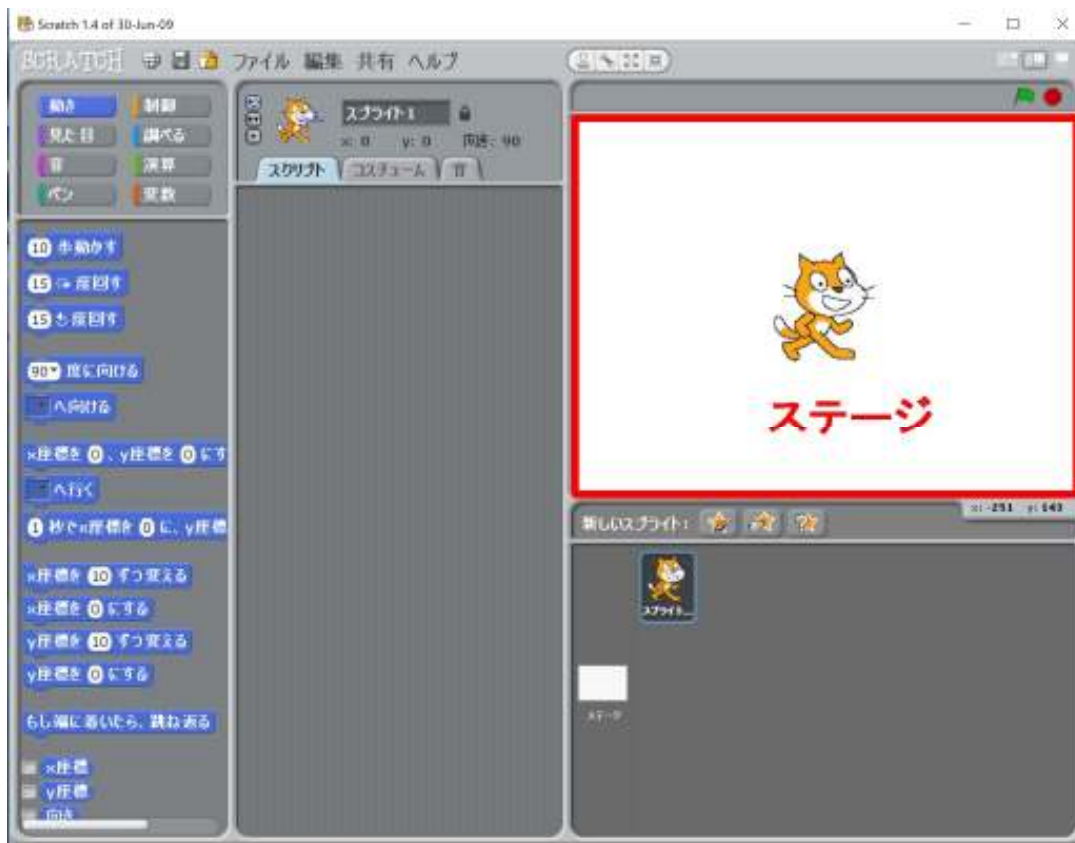 Scratch 1.4 of 30-Jun-09
SCRATCH
ファイル 編集 共有 ヘルプ
動き 制御
見た目 調べる
音 演算
ペン 変数
スプライト1
x: 0 y: 0 向き: 90
スクリプト コスチューム 音
10 歩動かす
15 度回す
15 度回す
90 度に向ける
へ向ける
x座標を 0 、y座標を 0 にす
へ行く
1 秒でx座標を 0 に、y座標
x座標を 10 ずつ変える
x座標を 0 にする
y座標を 10 ずつ変える
y座標を 0 にする
もし端に着いたら、跳ね返る
x座標
y座標
向き
ステージ
x: -251 y: 143
新しいスプライト:
スプライト...
ステージ